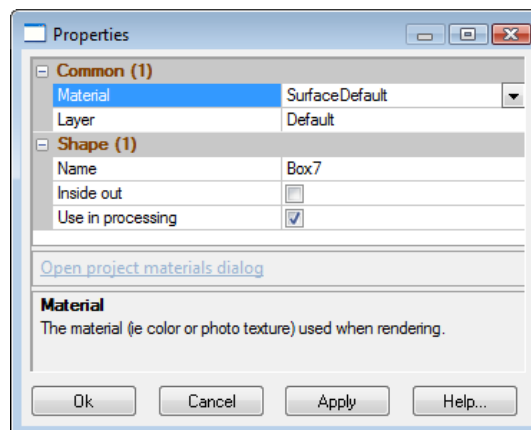 Properties
Common (1)
Material SurfaceDefault
Layer Default
Shape (1)
Name Box7
Inside out
Use in processing
Open project materials dialog
Material
The material (ie color or photo texture) used when rendering.
Ok Cancel Apply Help...